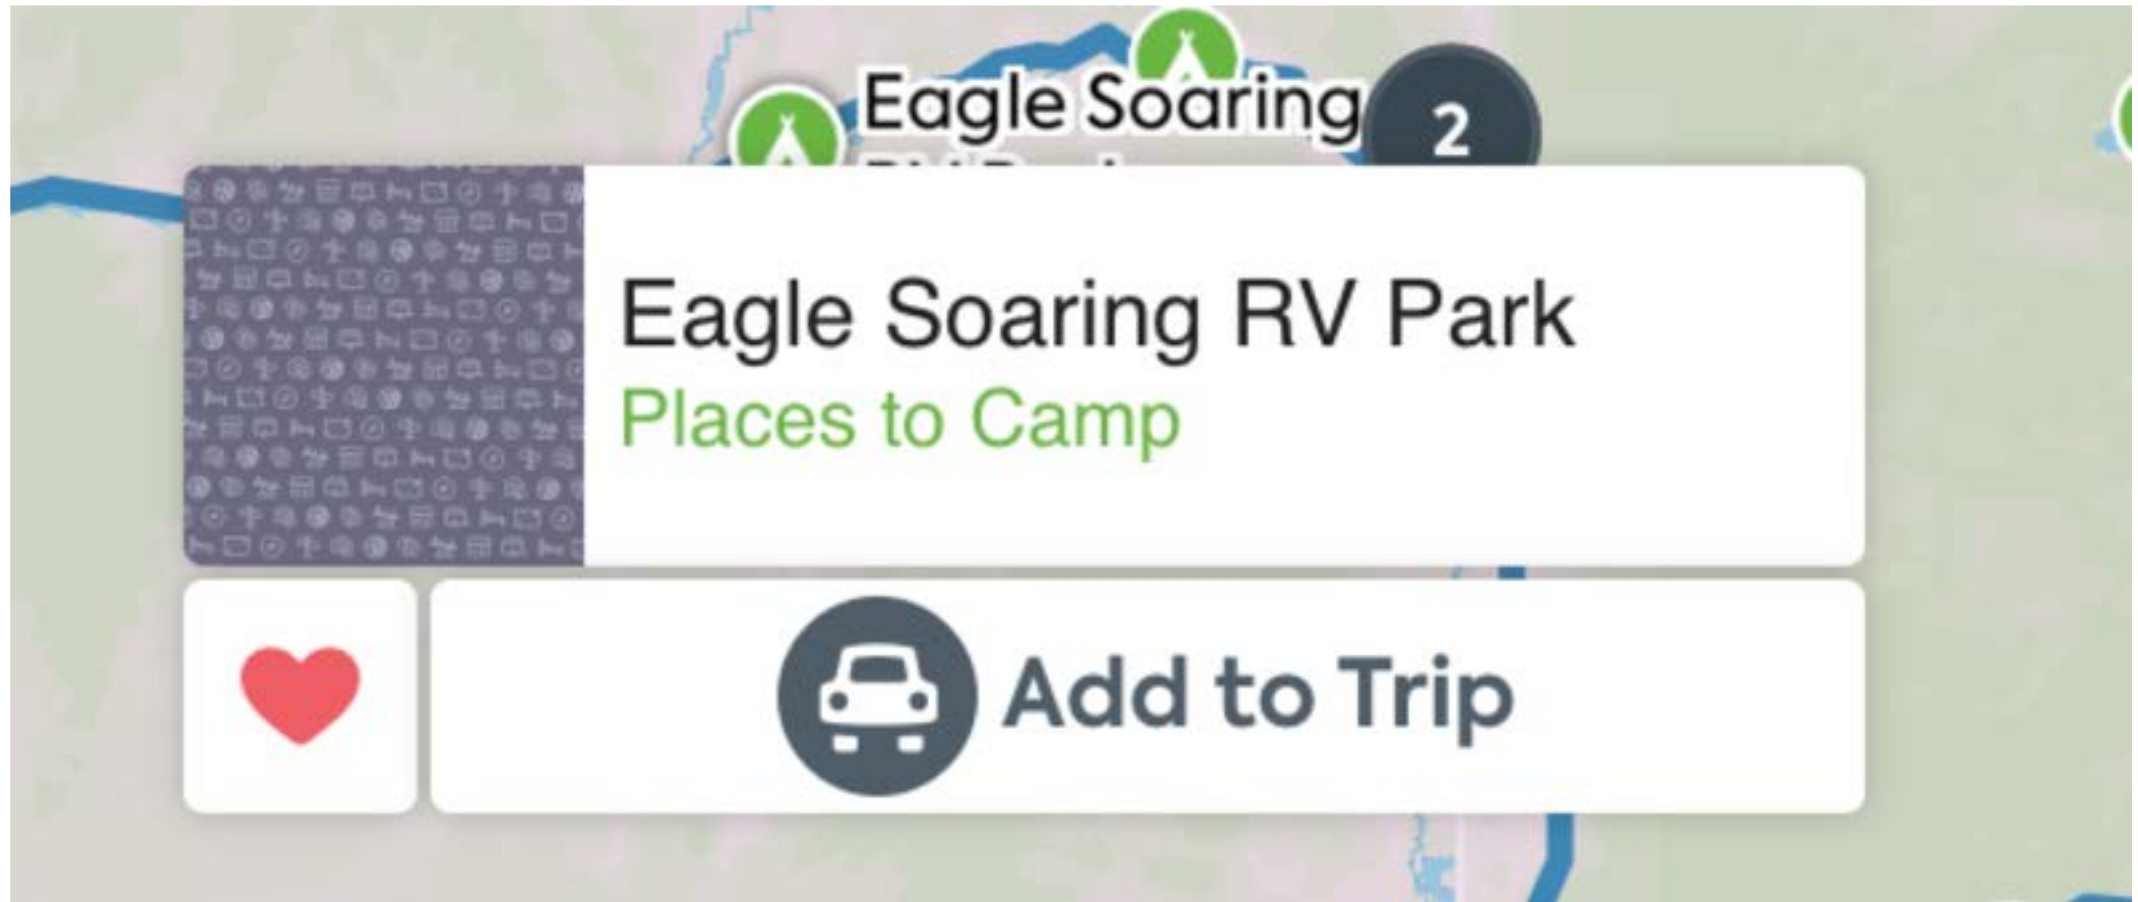 Eagle Soaring
2
Eagle Soaring RV Park
Places to Camp
Add to Trip